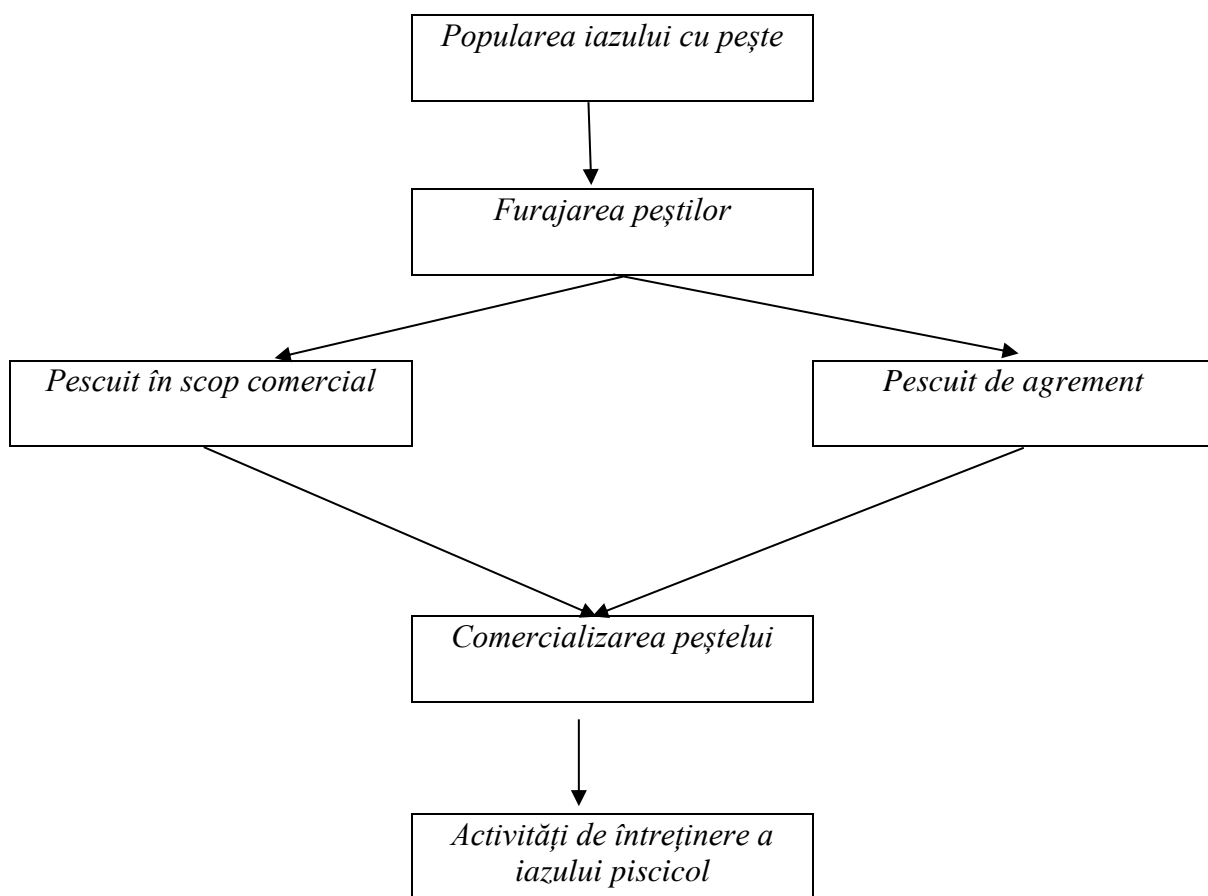 Popularea iazului cu pește
Furajarea peștilor
Pescuit în scop comercial
Pescuit de agrement
Comercializarea peștelui
Activități de întreținere a
iazului piscicol